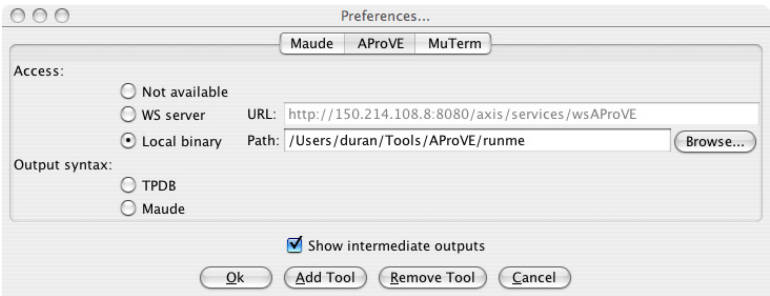 Preferences...
Maude AProVE MuTerm
Access:
Not available
WS server URL: http://150.214.108.8:8080/axis/services/wsAProVE
Local binary Path: /Users/duran/Tools/AProVE/runme Browse...
Output syntax:
TPDB
Maude
Show intermediate outputs
Ok Add Tool Remove Tool Cancel